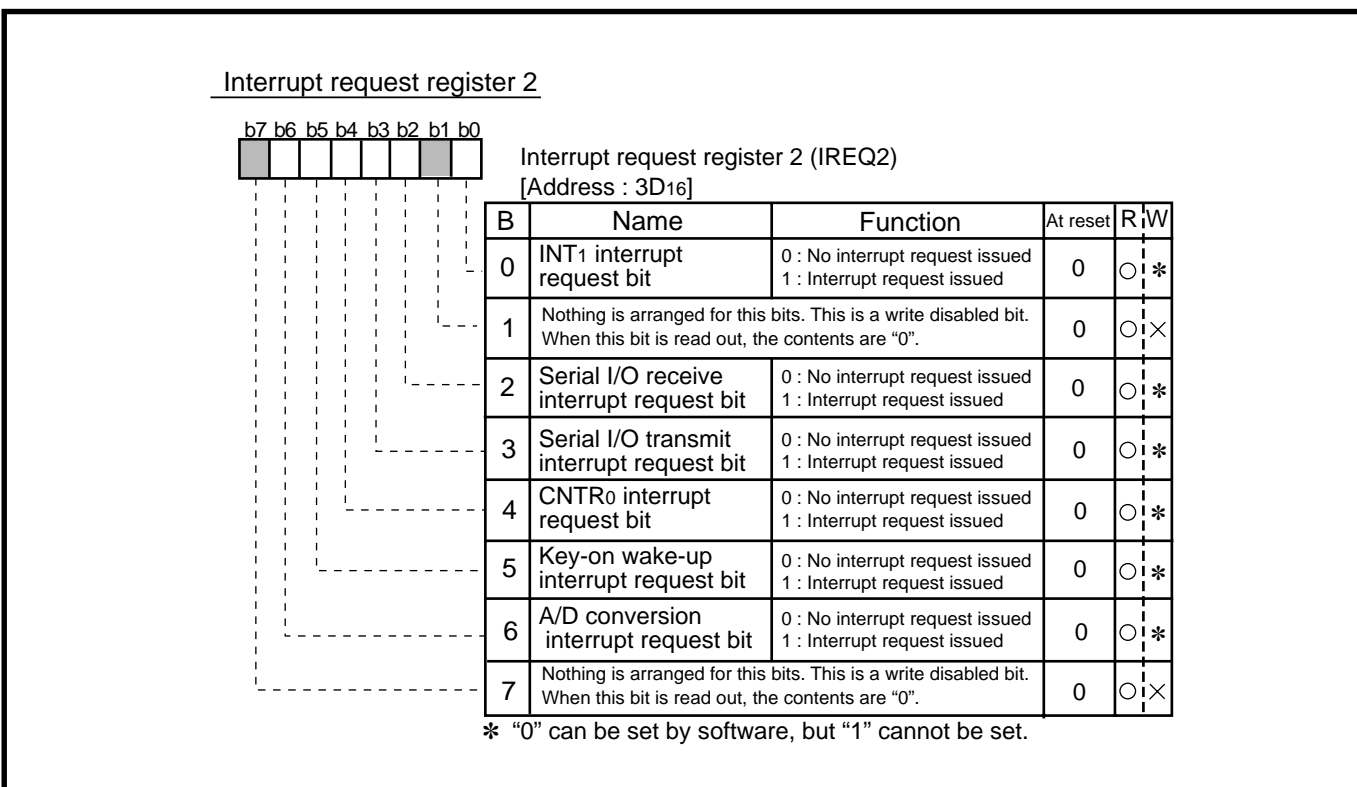 Interrupt request register 2
b7 b6 b5 b4 b3 b2 b1 b0
Interrupt request register 2 (IREQ2)
[Address : 3D16]
B Name Function At reset R W
0 INT1 interrupt request bit 0 : No interrupt request issued 0 ○ ✻
1 : Interrupt request issued
1 Nothing is arranged for this bits. This is a write disabled bit. 0 ○ ×
When this bit is read out, the contents are “0”.
2 Serial I/O receive interrupt request bit 0 : No interrupt request issued 0 ○ ✻
1 : Interrupt request issued
3 Serial I/O transmit interrupt request bit 0 : No interrupt request issued 0 ○ ✻
1 : Interrupt request issued
4 CNTR0 interrupt request bit 0 : No interrupt request issued 0 ○ ✻
1 : Interrupt request issued
5 Key-on wake-up interrupt request bit 0 : No interrupt request issued 0 ○ ✻
1 : Interrupt request issued
6 A/D conversion interrupt request bit 0 : No interrupt request issued 0 ○ ✻
1 : Interrupt request issued
7 Nothing is arranged for this bits. This is a write disabled bit. 0 ○ ×
When this bit is read out, the contents are “0”.
✻ “0” can be set by software, but “1” cannot be set.